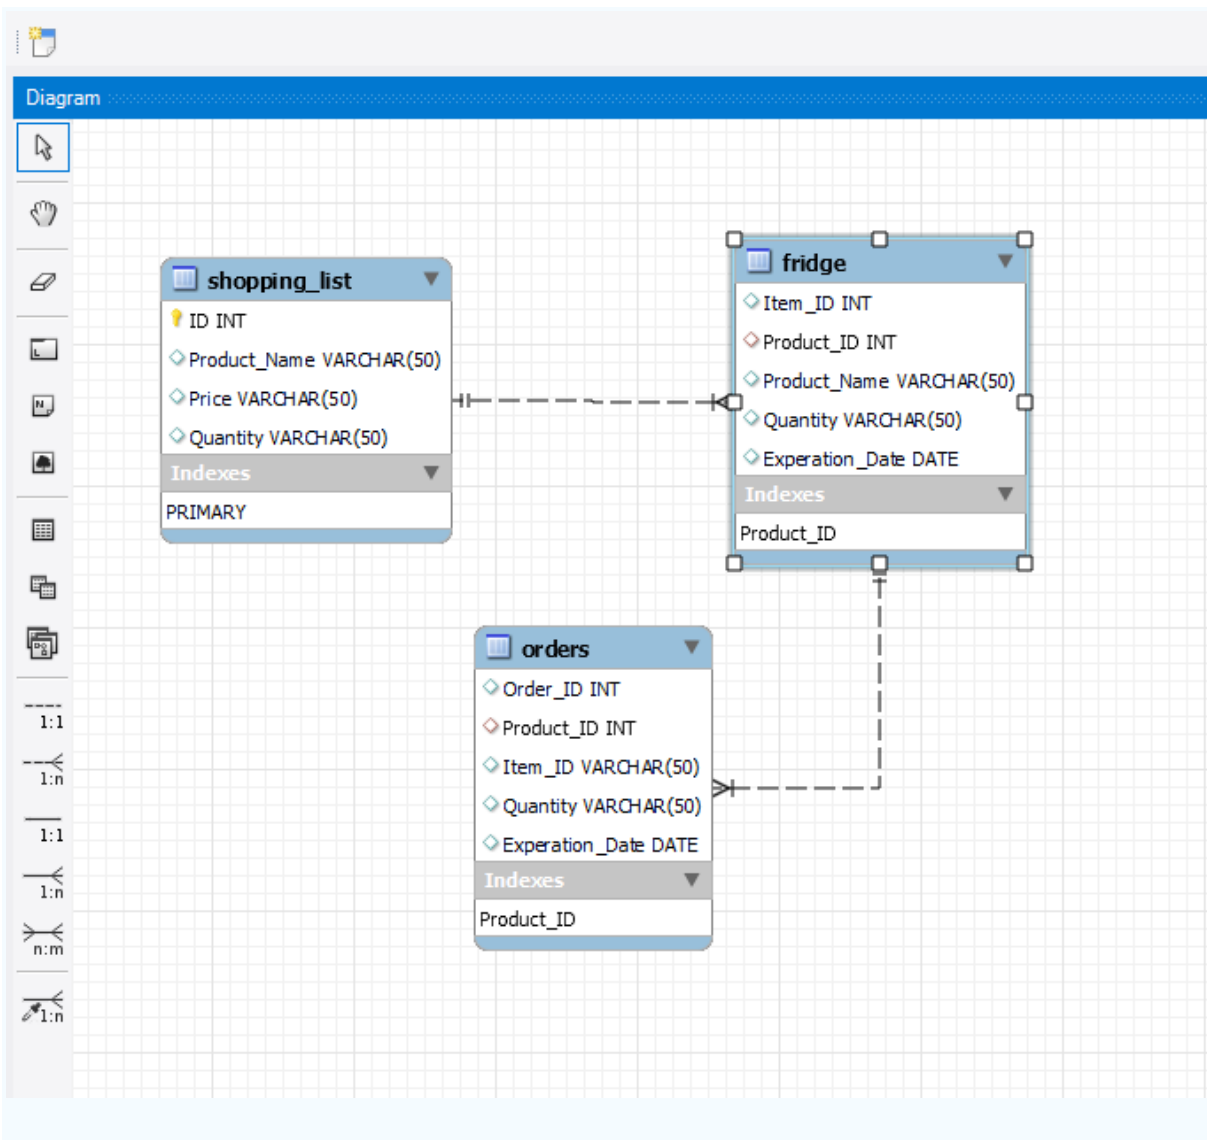 Diagram
shopping_list
ID INT
Product_Name VARCHAR(50)
Price VARCHAR(50)
Quantity VARCHAR(50)
Indexes
PRIMARY
fridge
Item_ID INT
Product_ID INT
Product_Name VARCHAR(50)
Quantity VARCHAR(50)
Experation_Date DATE
Indexes
Product_ID
orders
Order_ID INT
Product_ID INT
Item_ID VARCHAR(50)
Quantity VARCHAR(50)
Experation_Date DATE
Indexes
Product_ID
1:1
1:n
1:1
1:n
n:m
1:n